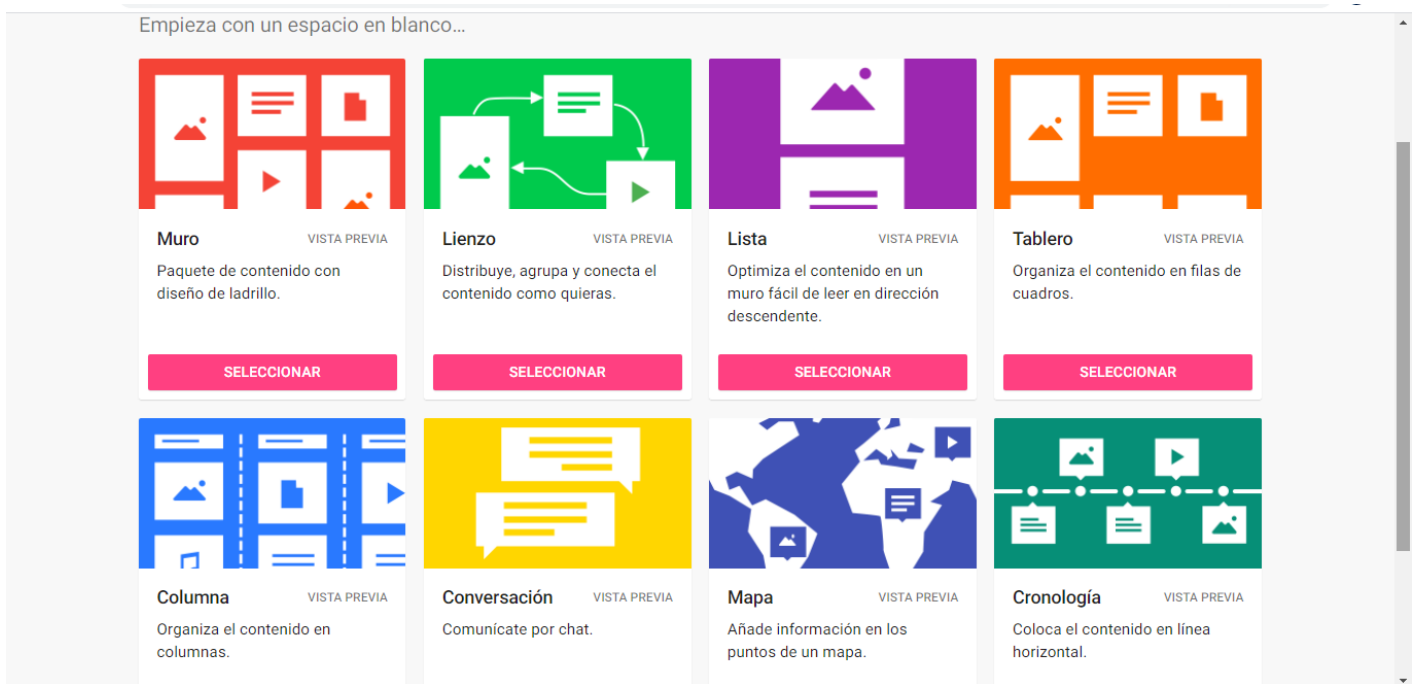 Empieza con un espacio en blanco...
Muro VISTA PREVIA
Paquete de contenido con
diseño de ladrillo.
SELECCIONAR
Lienzo VISTA PREVIA
Distribuye, agrupa y conecta el
contenido como quieras.
SELECCIONAR
Lista VISTA PREVIA
Optimiza el contenido en un
muro fácil de leer en dirección
descendente.
SELECCIONAR
Tablero VISTA PREVIA
Organiza el contenido en filas de
cuadros.
SELECCIONAR
Columna VISTA PREVIA
Organiza el contenido en
columnas.
Conversación VISTA PREVIA
Comunícate por chat.
Mapa VISTA PREVIA
Añade información en los
puntos de un mapa.
Cronología VISTA PREVIA
Coloca el contenido en línea
horizontal.